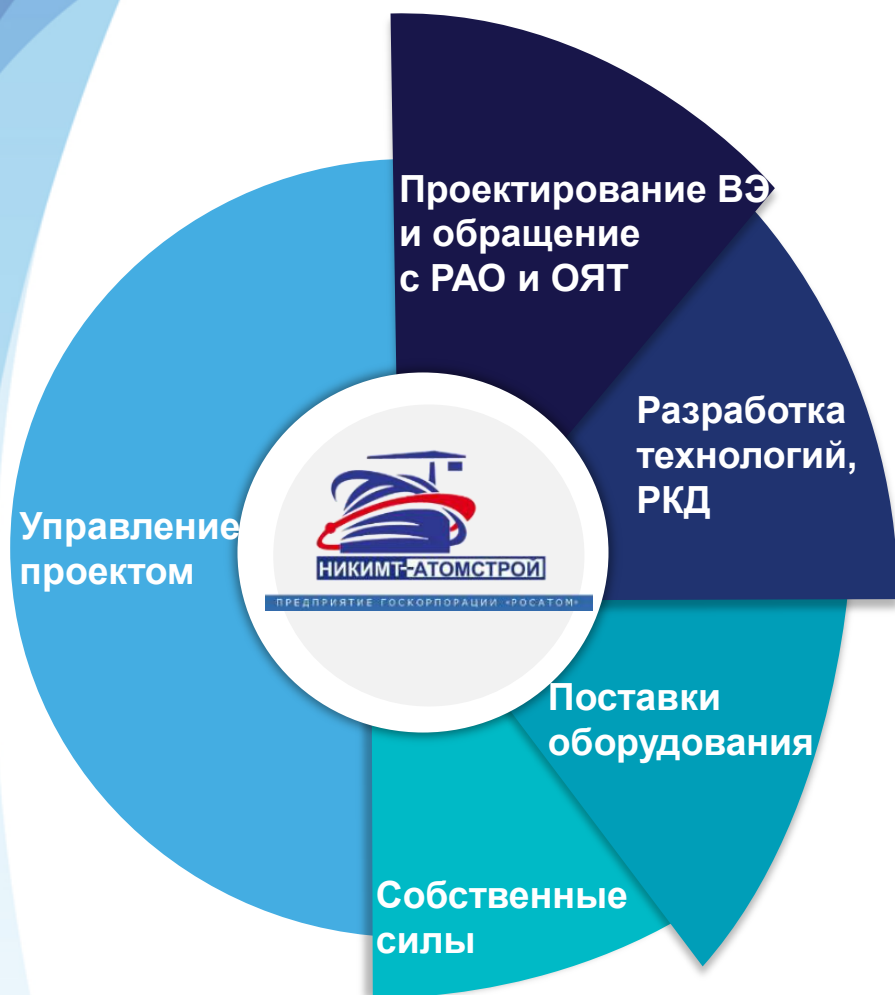 Проектирование ВЭ
и обращение
с РАО и ОЯТ
Разработка
технологий,
РКД
Управление
проектом
НИКИМТ-АТОМСТРОЙ
ПРЕДПРИЯТИЕ ГОСКОРПОРАЦИИ «РОСАТОМ»
Поставки
оборудования
Собственные
силы